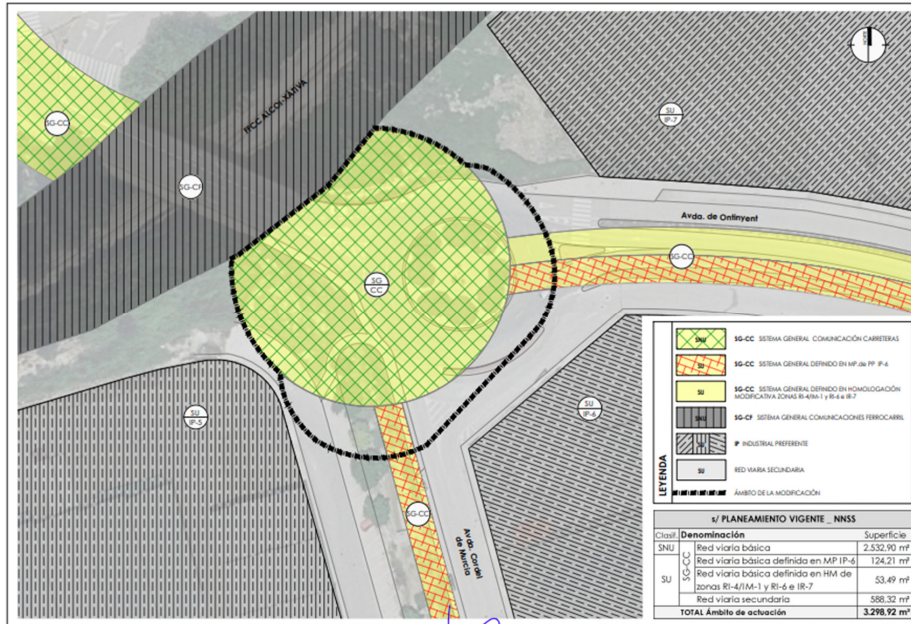 NORTE
SG-CC
FFCC ALCOI-XÀTIVA
SG-CF
SU
IP-7
Avda. de Ontinyent
SG-CC
SG
CC
SU
IP-5
SU
IP-6
SG-CC
Avda. Cordel
de Murcia
LEYENDA
SNU SG-CC SISTEMA GENERAL COMUNICACIÓN CARRETERAS
SU SG-CC SISTEMA GENERAL DEFINIDO EN MP.de PP IP-6
SU SG-CC SISTEMA GENERAL DEFINIDO EN HOMOLOGACIÓN
MODIFICATIVA ZONAS RI-4/IM-1 y RI-6 e IR-7
SNU SG-CF SISTEMA GENERAL COMUNICACIONES FERROCARRIL
SU IP INDUSTRIAL PREFERENTE
SU RED VIARIA SECUNDARIA
ÁMBITO DE LA MODIFICACIÓN
s/ PLANEAMIENTO VIGENTE _ NNSS
Clasif. Denominación Superficie
SNU Red viaria básica 2.532,90 m²
SG-CC
Red viaria básica definida en MP IP-6 124,21 m²
SU Red viaria básica definida en HM de
zonas RI-4/IM-1 y RI-6 e IR-7 53,49 m²
Red viaria secundaria 588,32 m²
TOTAL Ámbito de actuación 3.298,92 m²